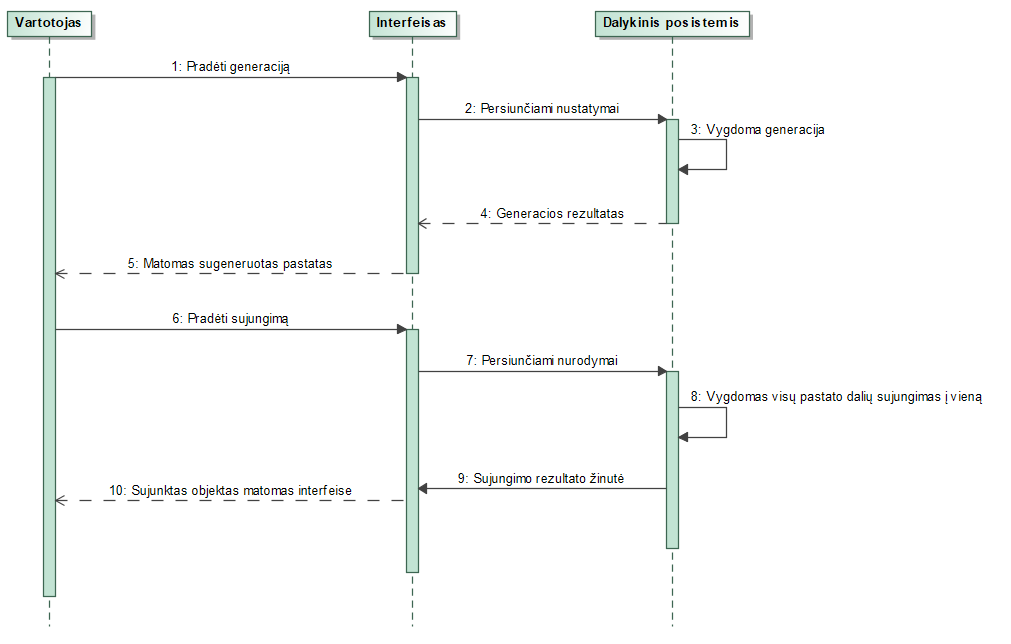 Vartotojas
Interfeisas
Dalykinis posistemis
1: Pradėti generaciją
2: Persiunčiami nustatymai
3: Vygdoma generacija
4: Generacios rezultatas
5: Matomas sugeneruotas pastatas
6: Pradėti sujungimą
7: Persiunčiami nurodymai
8: Vygdomas visų pastato dalių sujungimas į vieną
9: Sujungimo rezultato žinutė
10: Sujunktas objektas matomas interfeise